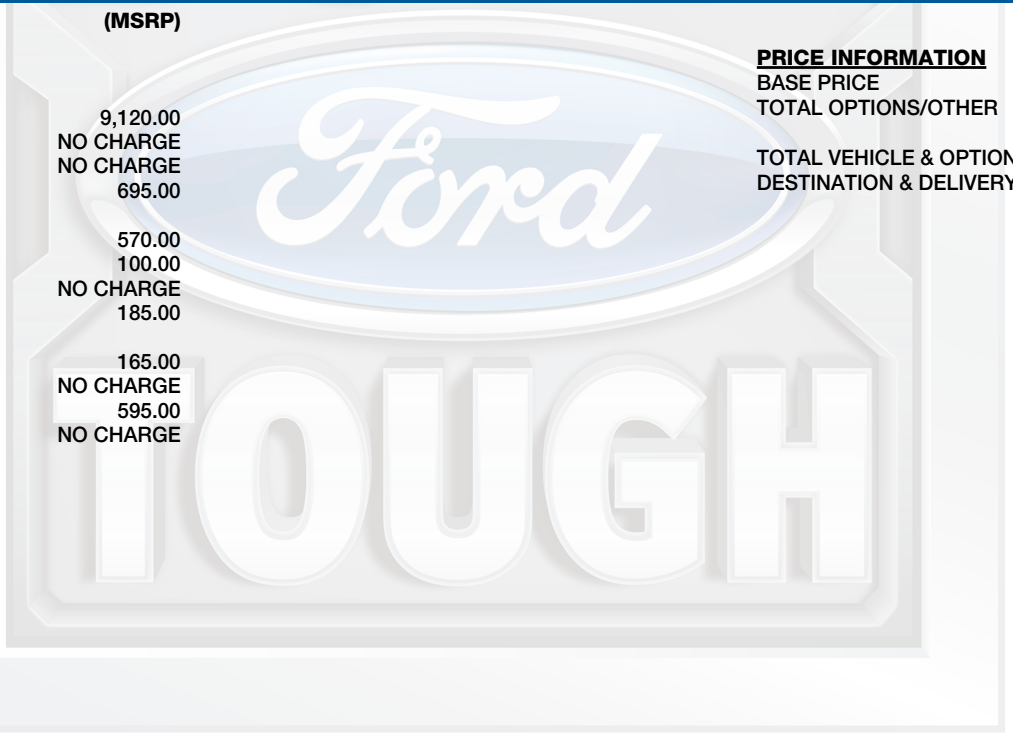 (MSRP)
9,120.00
NO CHARGE
NO CHARGE
695.00
570.00
100.00
NO CHARGE
185.00
165.00
NO CHARGE
595.00
NO CHARGE
PRICE INFORMATION
BASE PRICE
TOTAL OPTIONS/OTHER
TOTAL VEHICLE & OPTION
DESTINATION & DELIVERY
Ford
TOUGH